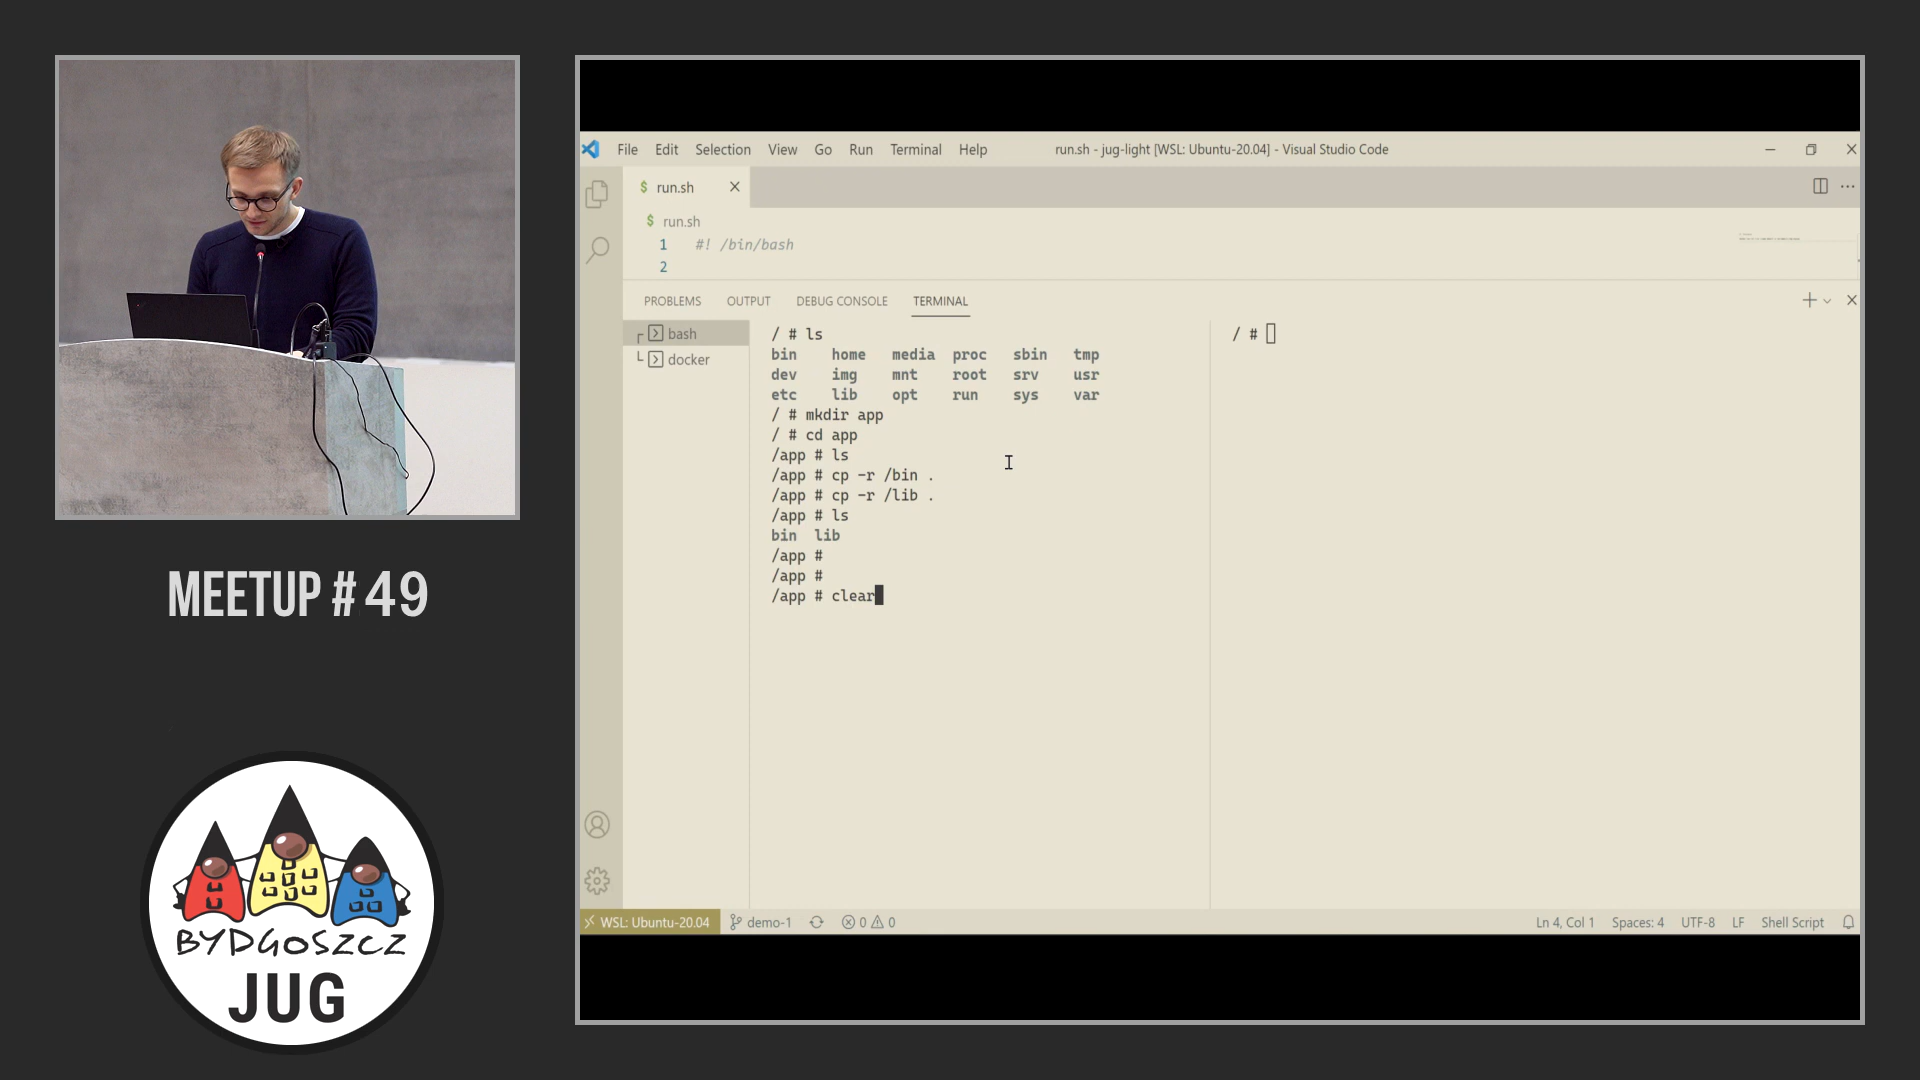 MEETUP # 49
BYDGOSZCZ
JUG
File Edit Selection View Go Run Terminal Help run.sh - jug-light [WSL: Ubuntu-20.04] - Visual Studio Code
$ run.sh
$ run.sh
1 #! /bin/bash
2
PROBLEMS OUTPUT DEBUG CONSOLE TERMINAL
bash
docker
/ # ls
bin home media proc sbin tmp
dev img mnt root srv usr
etc lib opt run sys var
/ # mkdir app
/ # cd app
/app # ls
/app # cp -r /bin .
/app # cp -r /lib .
/app # ls
bin lib
/app #
/app #
/app # clear
/ #
WSL: Ubuntu-20.04 demo-1 0 0 Ln 4, Col 1 Spaces: 4 UTF-8 LF Shell Script